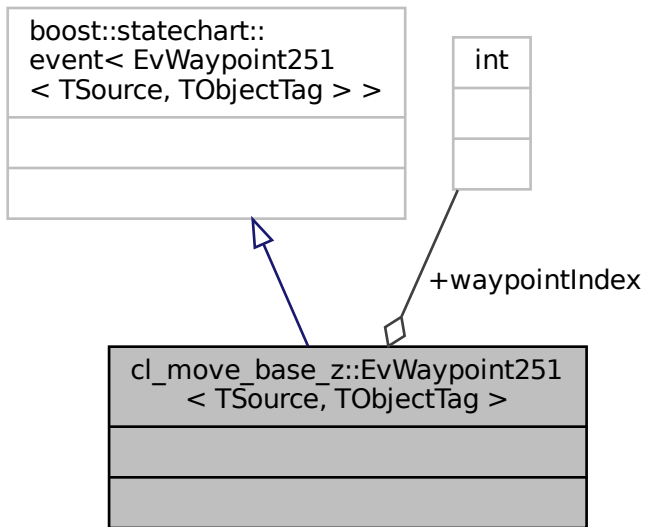 boost::statechart::
event< EvWaypoint251
< TSource, TObjectTag > >
int
+waypointIndex
cl_move_base_z::EvWaypoint251
< TSource, TObjectTag >